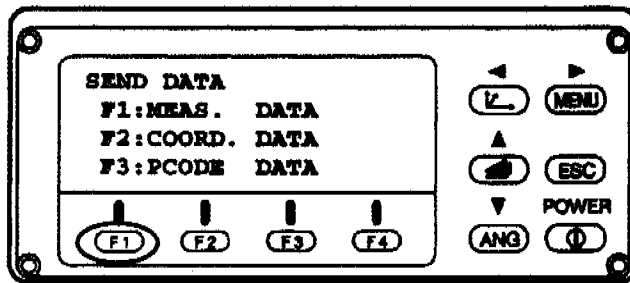 SEND DATA
F1:MEAS. DATA
F2:COORD. DATA
F3:PCODE DATA
F1 F2 F3 F4
MENU
ESC
POWER
ANG